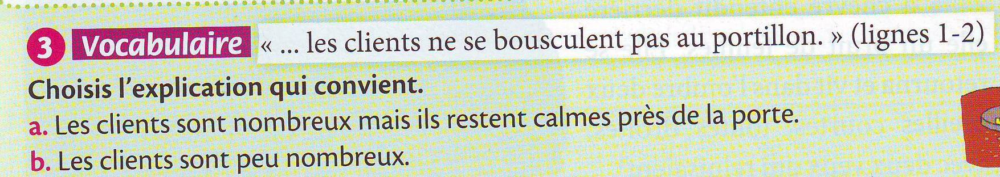 3 Vocabulaire « ... les clients ne se bousculent pas au portillon. » (lignes 1-2)
Choisis l'explication qui convient.
a. Les clients sont nombreux mais ils restent calmes près de la porte.
b. Les clients sont peu nombreux.